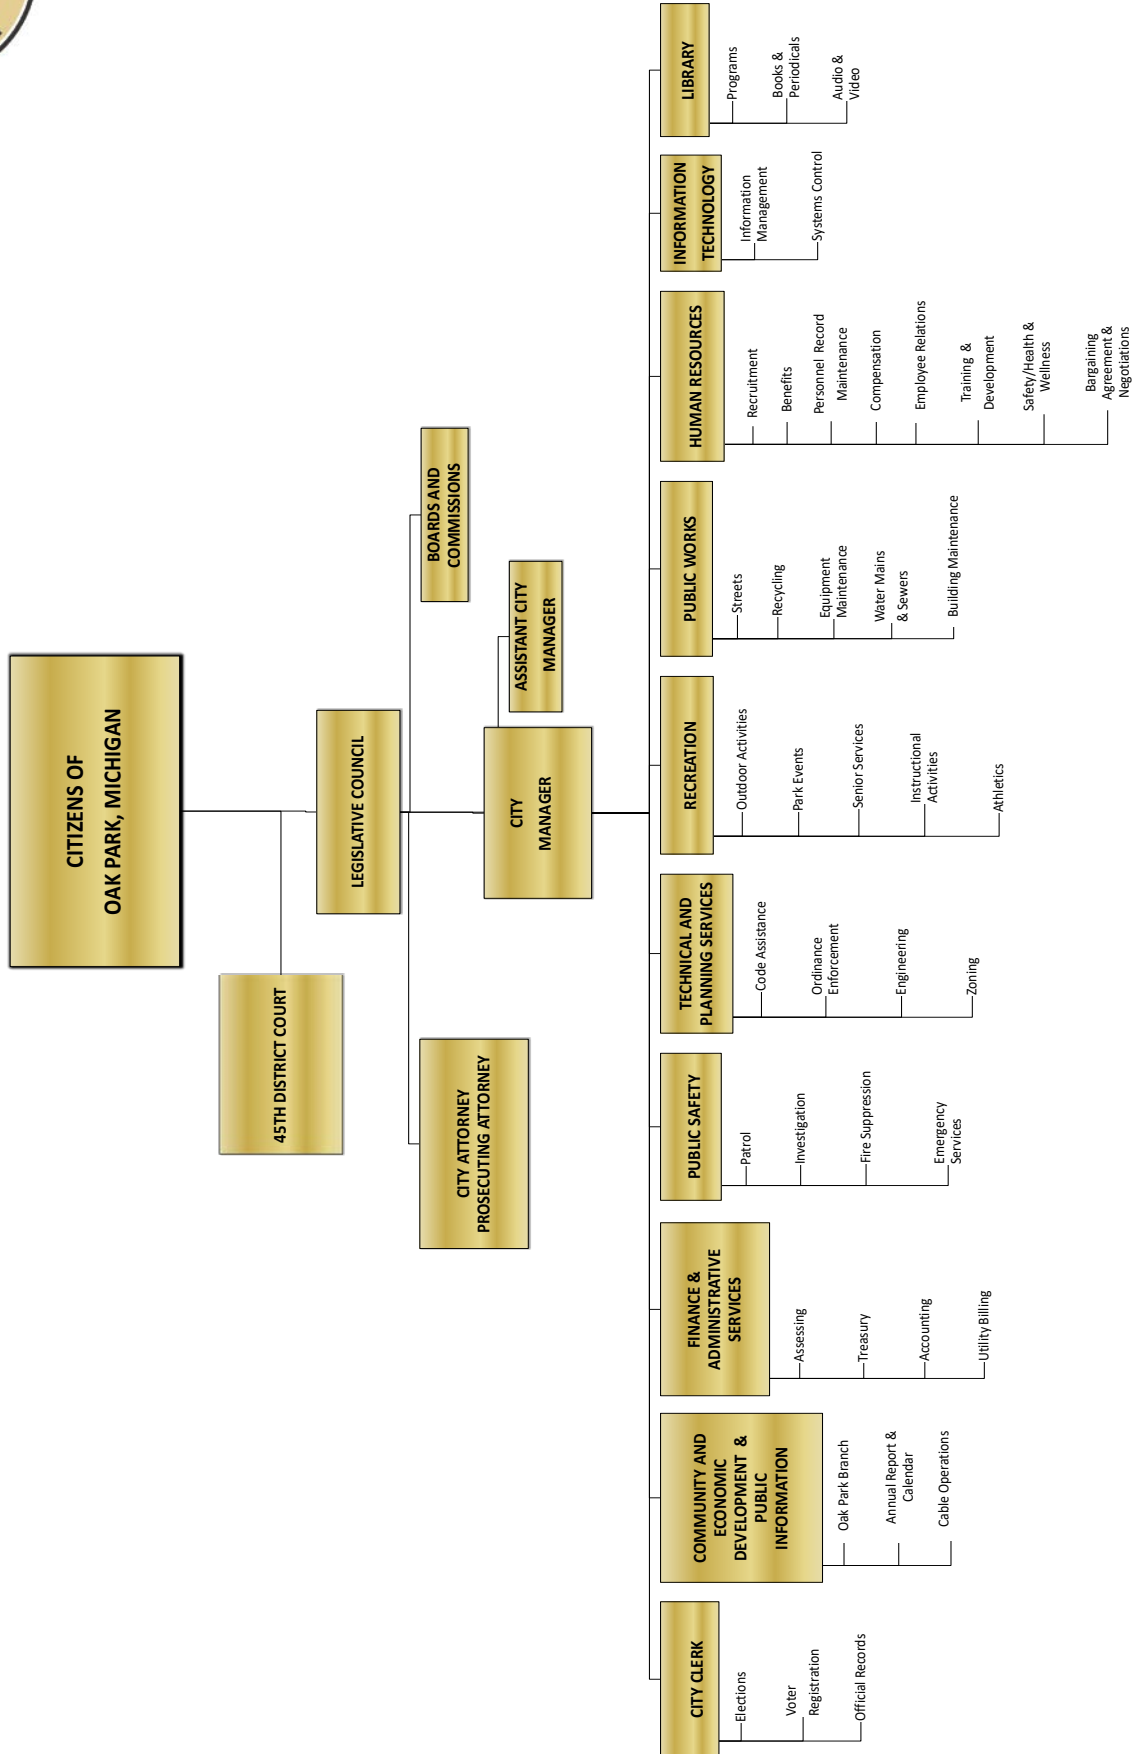 CITIZENS OF
OAK PARK, MICHIGAN
45TH DISTRICT COURT
LEGISLATIVE COUNCIL
CITY ATTORNEY
PROSECUTING ATTORNEY
BOARDS AND
COMMISSIONS
CITY
MANAGER
ASSISTANT CITY
MANAGER
CITY CLERK
Elections
Voter
Registration
Official Records
COMMUNITY AND
ECONOMIC
DEVELOPMENT &
PUBLIC
INFORMATION
Oak Park Branch
Annual Report &
Calendar
Cable Operations
FINANCE &
ADMINISTRATIVE
SERVICES
Assessing
Treasury
Accounting
Utility Billing
PUBLIC SAFETY
Patrol
Investigation
Fire Suppression
Emergency
Services
TECHNICAL AND
PLANNING SERVICES
Code Assistance
Ordinance
Enforcement
Engineering
Zoning
RECREATION
Outdoor Activities
Park Events
Senior Services
Instructional
Activities
Athletics
PUBLIC WORKS
Streets
Recycling
Equipment
Maintenance
Water Mains
& Sewers
Building Maintenance
HUMAN RESOURCES
Recruitment
Benefits
Personnel Record
Maintenance
Compensation
Employee Relations
Training &
Development
Safety/Health &
Wellness
Bargaining
Agreement &
Negotiations
INFORMATION
TECHNOLOGY
Information
Management
Systems Control
LIBRARY
Programs
Books &
Periodicals
Audio &
Video